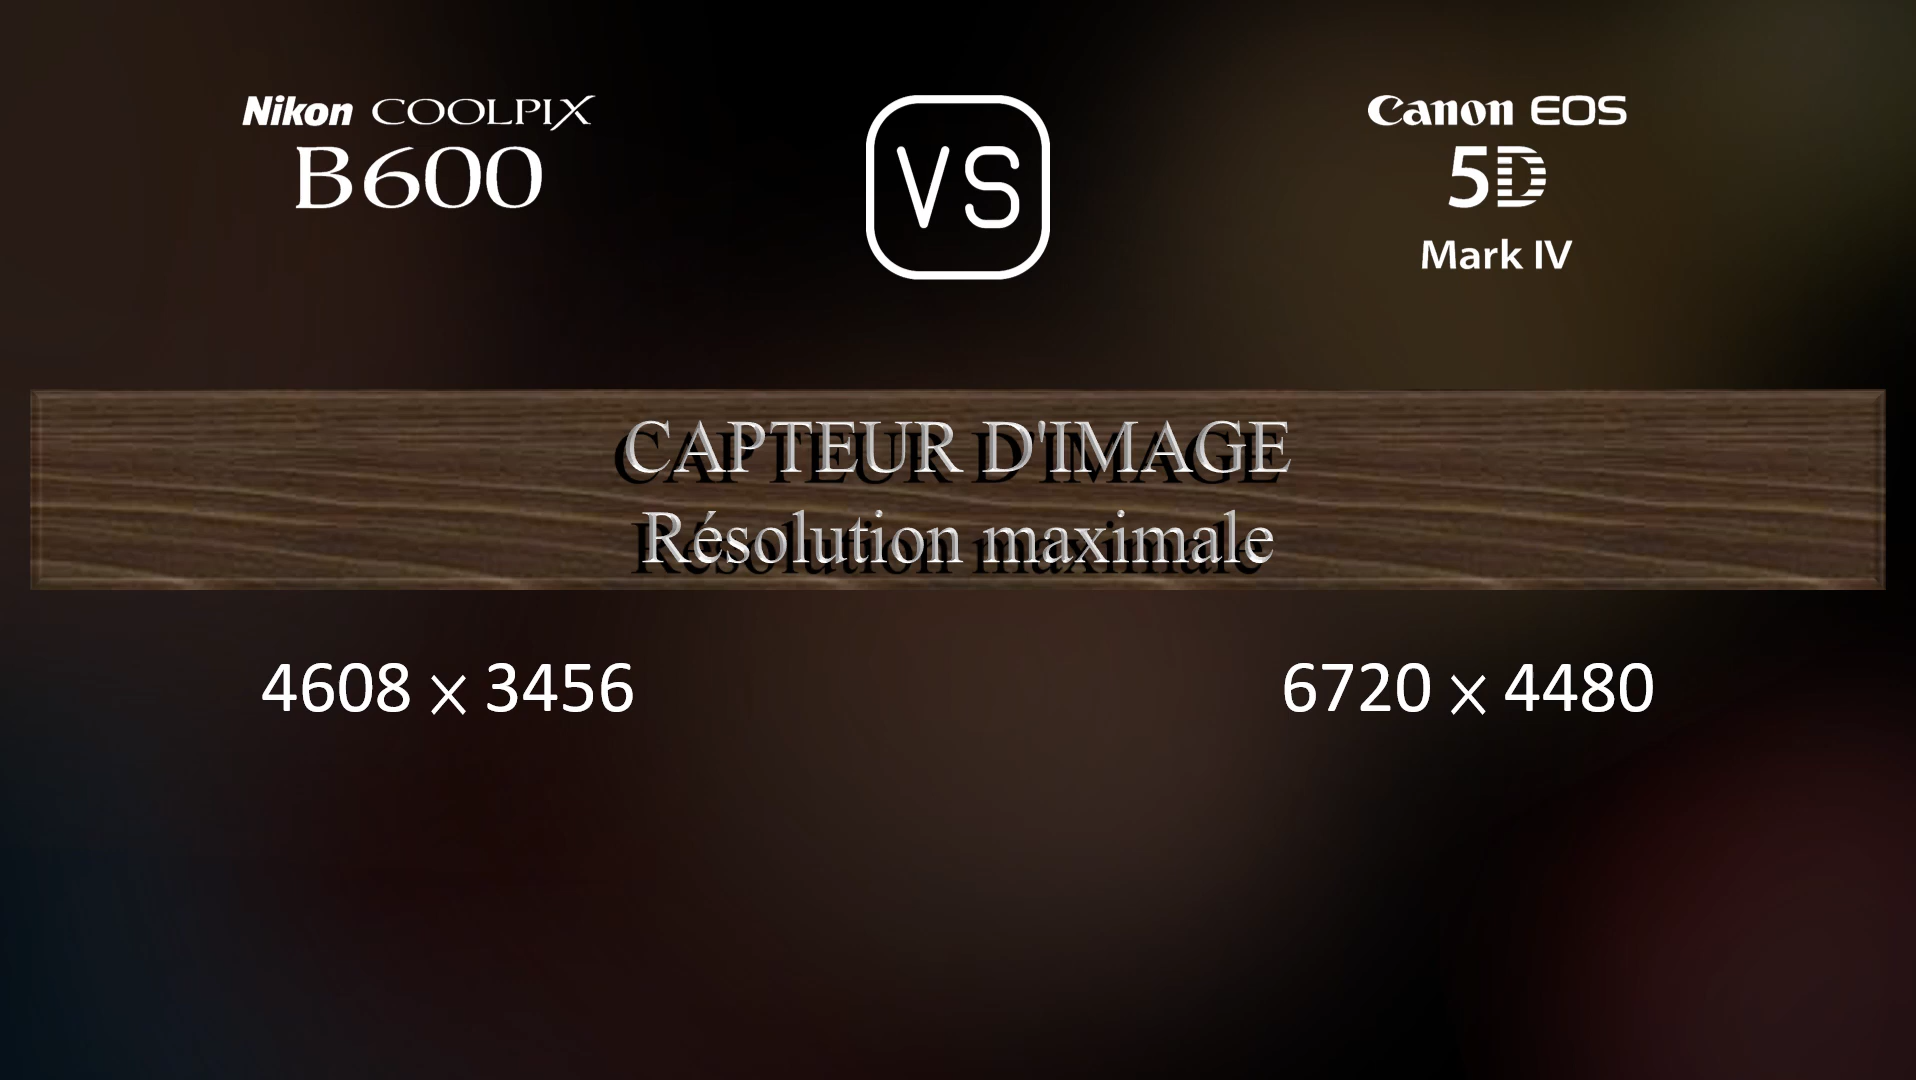 Nikon COOLPIX
B600
VS
Canon EOS
5D
Mark IV
CAPTEUR D'IMAGE
Résolution maximale
4608 x 3456
6720 x 4480